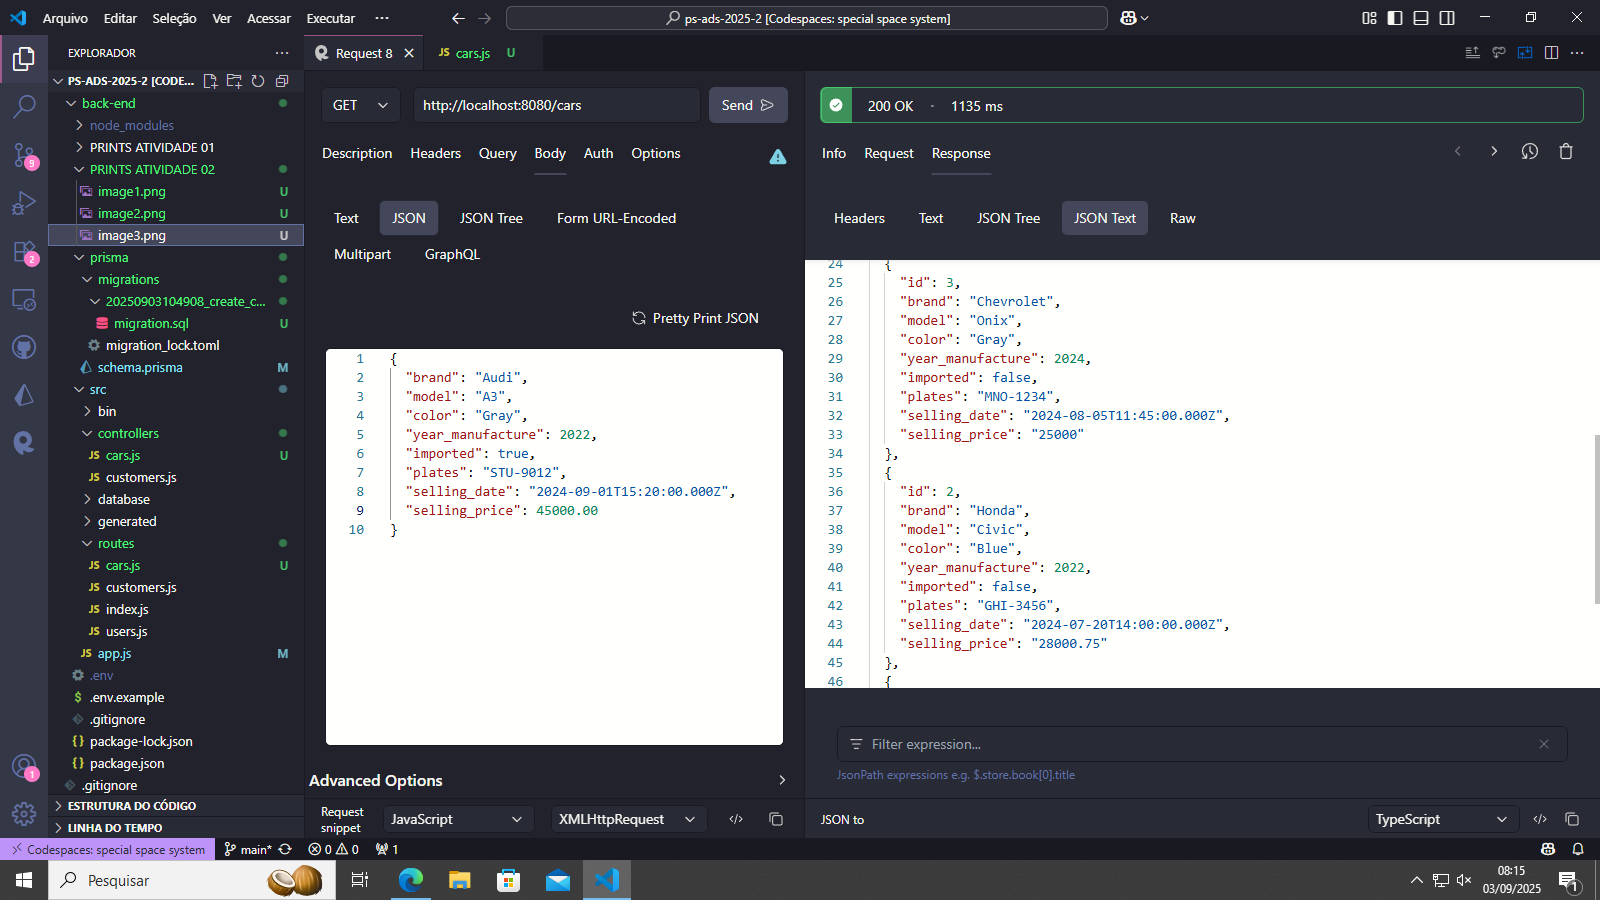 Arquivo Editar Seleção Ver Acessar Executar ···
ps-ads-2025-2 [Codespaces: special space system]
EXPLORADOR
PS-ADS-2025-2 [CODE...
back-end
node_modules
PRINTS ATIVIDADE 01
PRINTS ATIVIDADE 02
image1.png U
image2.png U
image3.png U
prisma
migrations
20250903104908_create_c...
migration.sql U
migration_lock.toml
schema.prisma M
src
bin
controllers
JS cars.js U
JS customers.js
database
generated
routes
JS cars.js U
JS customers.js
JS index.js
JS users.js
JS app.js M
.env
$ .env.example
.gitignore
{} package-lock.json
{} package.json
.gitignore
ESTRUTURA DO CÓDIGO
LINHA DO TEMPO
9
2
1
Request 8
JS cars.js U
GET
http://localhost:8080/cars
Send
Description Headers Query Body Auth Options
Text JSON JSON Tree Form URL-Encoded
Multipart GraphQL
Pretty Print JSON
1 {
2 "brand": "Audi",
3 "model": "A3",
4 "color": "Gray",
5 "year_manufacture": 2022,
6 "imported": true,
7 "plates": "STU-9012",
8 "selling_date": "2024-09-01T15:20:00.000Z",
9 "selling_price": 45000.00
10 }
Advanced Options
Request snippet
JavaScript
XMLHttpRequest
200 OK · 1135 ms
Info Request Response
Headers Text JSON Tree JSON Text Raw
24 {
25 "id": 3,
26 "brand": "Chevrolet",
27 "model": "Onix",
28 "color": "Gray",
29 "year_manufacture": 2024,
30 "imported": false,
31 "plates": "MNO-1234",
32 "selling_date": "2024-08-05T11:45:00.000Z",
33 "selling_price": "25000"
34 },
35 {
36 "id": 2,
37 "brand": "Honda",
38 "model": "Civic",
39 "color": "Blue",
40 "year_manufacture": 2022,
41 "imported": false,
42 "plates": "GHI-3456",
43 "selling_date": "2024-07-20T14:00:00.000Z",
44 "selling_price": "28000.75"
45 },
46 {
Filter expression...
JsonPath expressions e.g. $.store.book[0].title
JSON to
TypeScript
Codespaces: special space system
main*
0 0
1
Pesquisar
08:15
03/09/2025
1